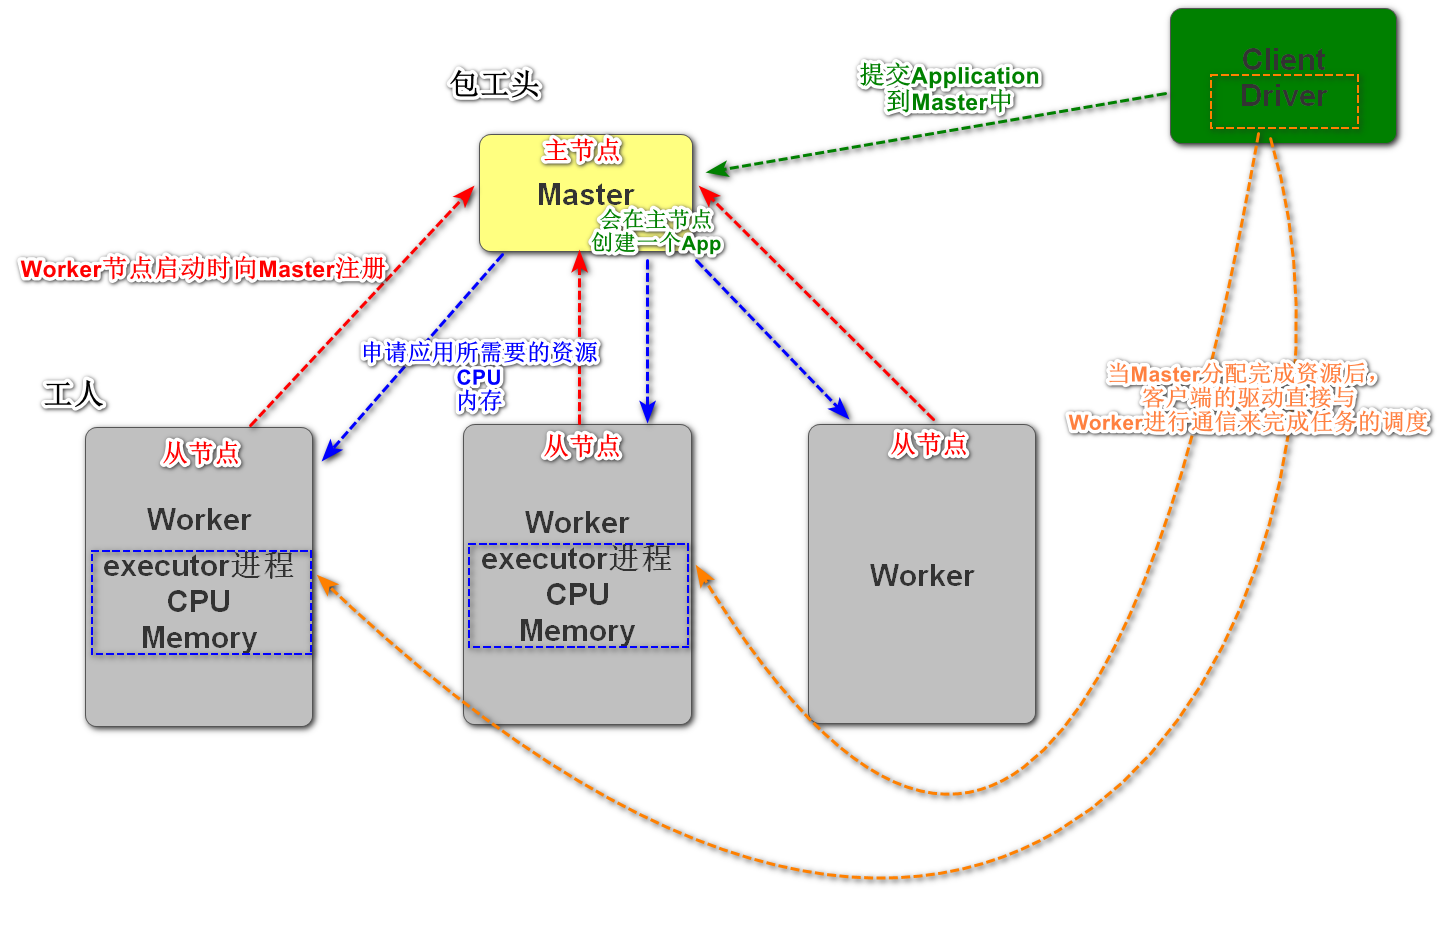 Client
Driver
提交Application
到Master中
包工头
主节点
Master
会在主节点
创建一个App
Worker节点启动时向Master注册
申请应用所需要的资源
CPU
内存
当Master分配完成资源后，
客户端的驱动直接与
Worker进行通信来完成任务的调度
工人
从节点
Worker
executor进程
CPU
Memory
从节点
Worker
executor进程
CPU
Memory
从节点
Worker